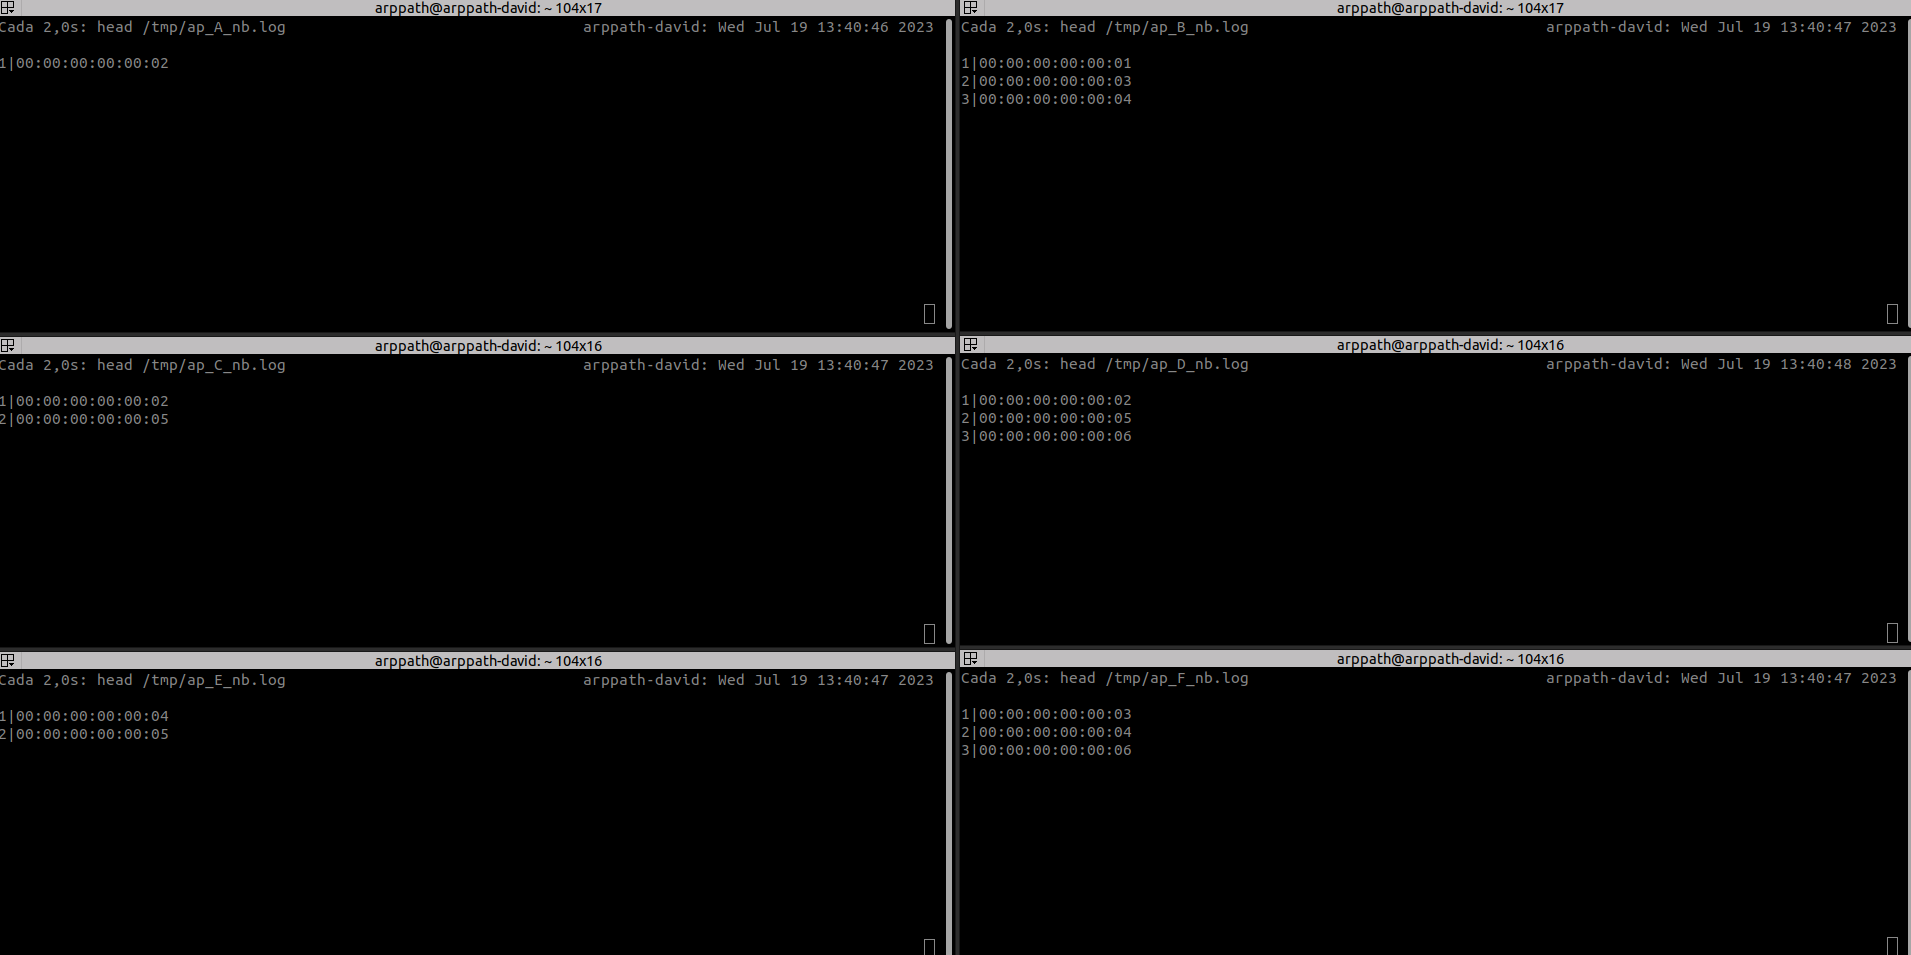 arppath@arppath-david: ~ 104x17
Cada 2,0s: head /tmp/ap_A_nb.log arppath-david: Wed Jul 19 13:40:46 2023
1|00:00:00:00:00:02
arppath@arppath-david: ~ 104x17
Cada 2,0s: head /tmp/ap_B_nb.log arppath-david: Wed Jul 19 13:40:47 2023
1|00:00:00:00:00:01
2|00:00:00:00:00:03
3|00:00:00:00:00:04
arppath@arppath-david: ~ 104x16
Cada 2,0s: head /tmp/ap_C_nb.log arppath-david: Wed Jul 19 13:40:47 2023
1|00:00:00:00:00:02
2|00:00:00:00:00:05
arppath@arppath-david: ~ 104x16
Cada 2,0s: head /tmp/ap_D_nb.log arppath-david: Wed Jul 19 13:40:48 2023
1|00:00:00:00:00:02
2|00:00:00:00:00:05
3|00:00:00:00:00:06
arppath@arppath-david: ~ 104x16
Cada 2,0s: head /tmp/ap_E_nb.log arppath-david: Wed Jul 19 13:40:47 2023
1|00:00:00:00:00:04
2|00:00:00:00:00:05
arppath@arppath-david: ~ 104x16
Cada 2,0s: head /tmp/ap_F_nb.log arppath-david: Wed Jul 19 13:40:47 2023
1|00:00:00:00:00:03
2|00:00:00:00:00:04
3|00:00:00:00:00:06